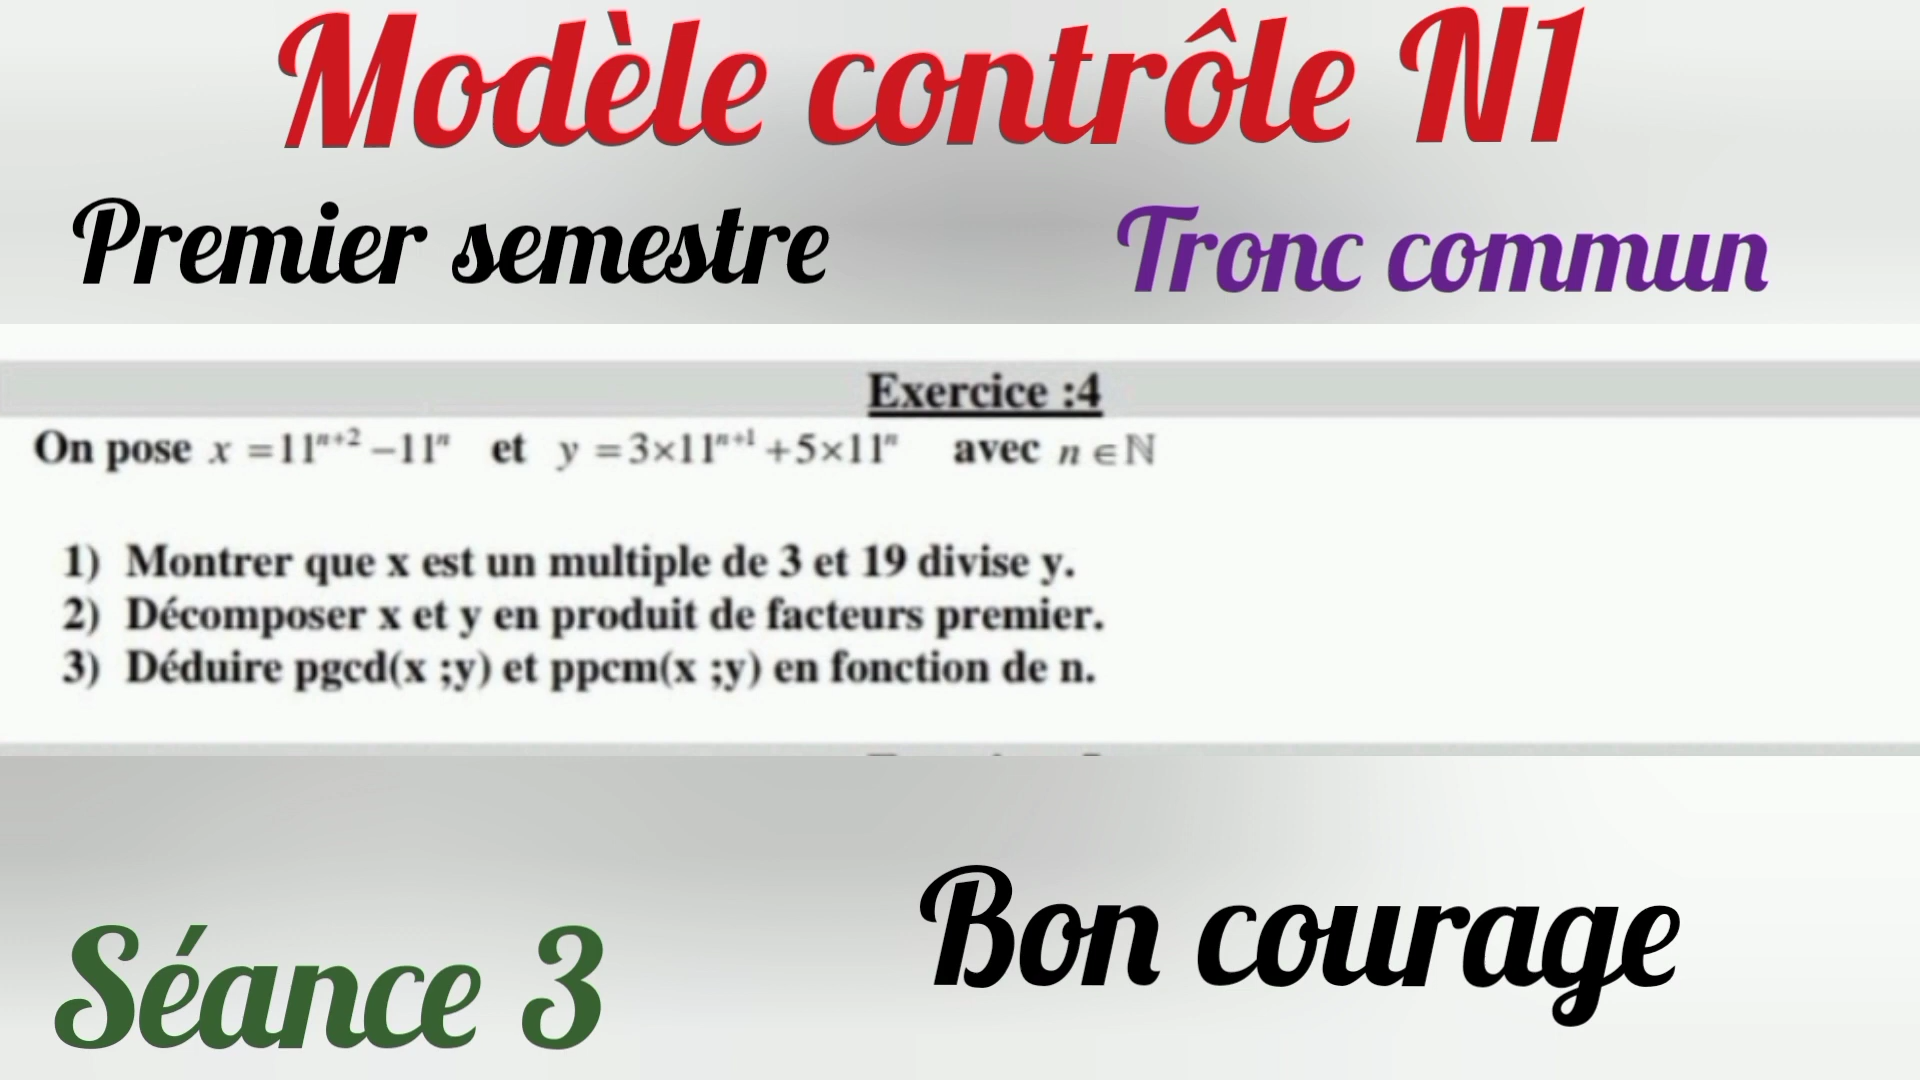 Modèle contrôle N1
Premier semestre Tronc commun
Exercice :4
On pose x = 11ⁿ⁺² – 11ⁿ et y = 3×11ⁿ⁺¹ + 5×11ⁿ avec n ∈ ℕ
1) Montrer que x est un multiple de 3 et 19 divise y.
2) Décomposer x et y en produit de facteurs premier.
3) Déduire pgcd(x ;y) et ppcm(x ;y) en fonction de n.
Bon courage
Séance 3